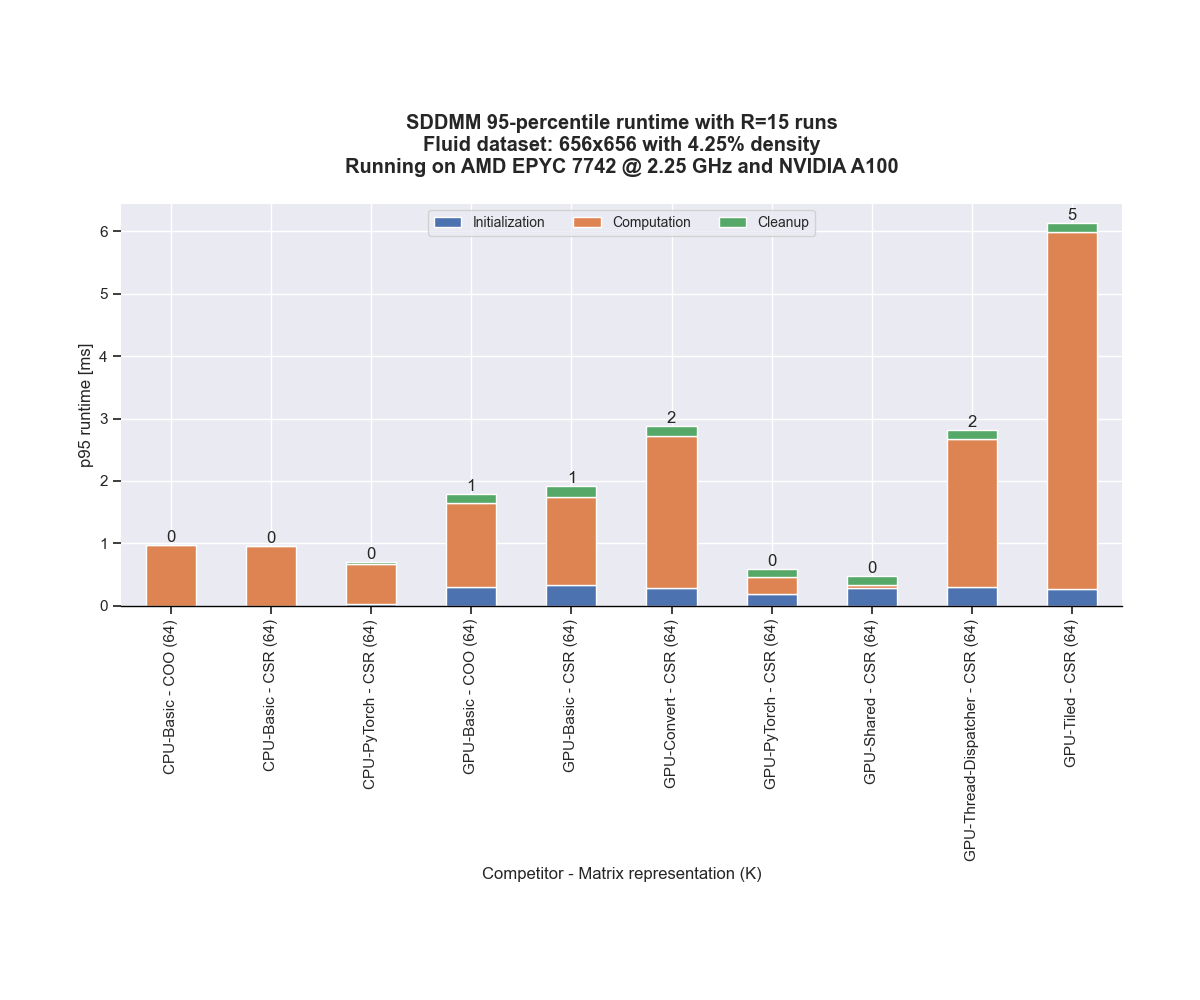 SDDMM 95-percentile runtime with R=15 runs
Fluid dataset: 656x656 with 4.25% density
Running on AMD EPYC 7742 @ 2.25 GHz and NVIDIA A100
Initialization
Computation
Cleanup
p95 runtime [ms]
6
5
4
3
2
1
0
0
0
0
1
1
2
0
0
2
5
CPU-Basic - COO (64)
CPU-Basic - CSR (64)
CPU-PyTorch - CSR (64)
GPU-Basic - COO (64)
GPU-Basic - CSR (64)
GPU-Convert - CSR (64)
GPU-PyTorch - CSR (64)
GPU-Shared - CSR (64)
GPU-Thread-Dispatcher - CSR (64)
GPU-Tiled - CSR (64)
Competitor - Matrix representation (K)